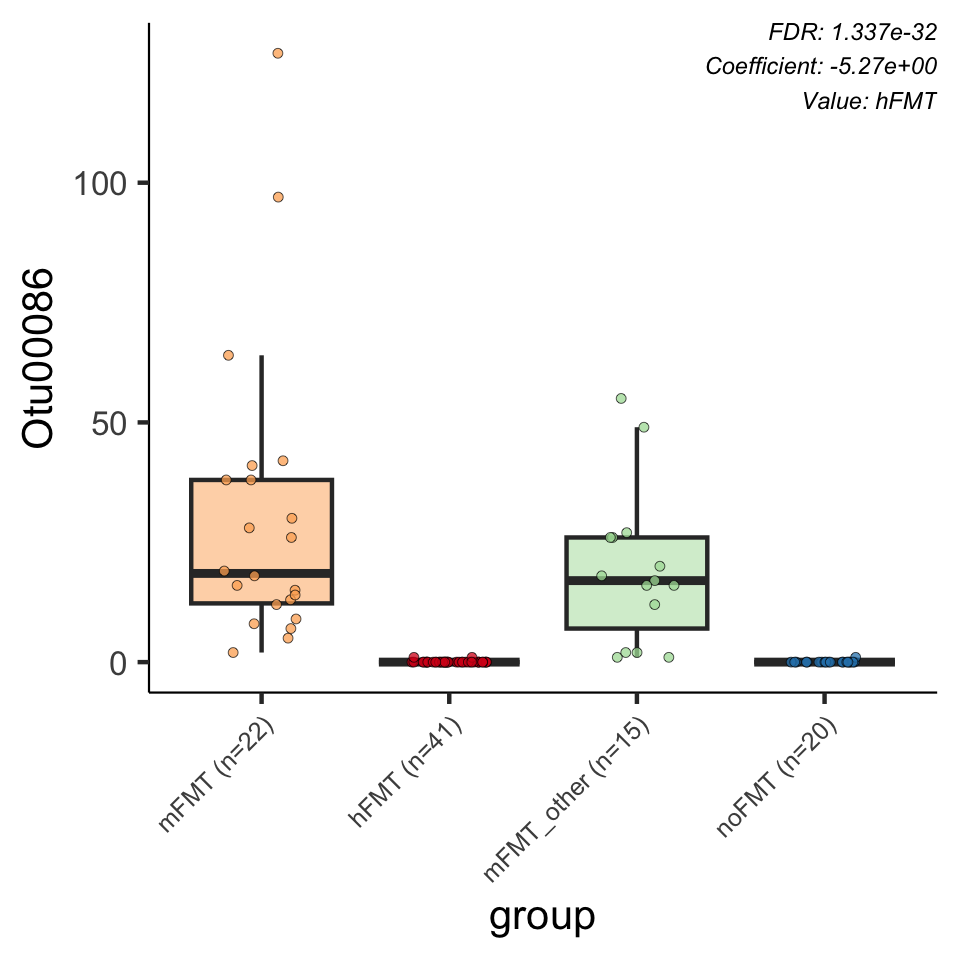 FDR: 1.337e-32
Coefficient: -5.27e+00
Value: hFMT
Otu00086
100
50
0
mFMT (n=22)
hFMT (n=41)
mFMT_other (n=15)
noFMT (n=20)
group